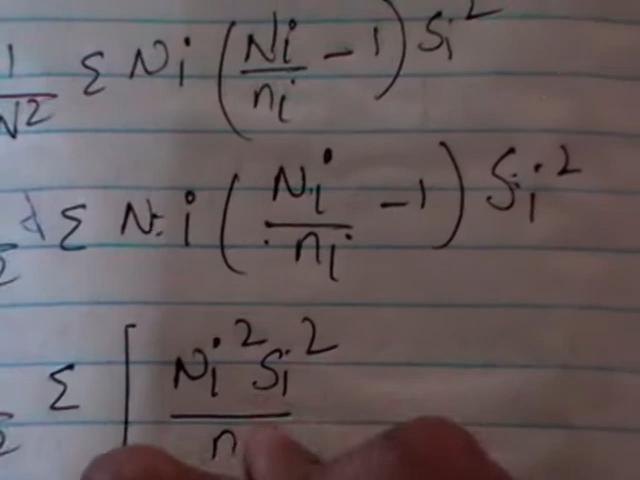 1/N² Σ Ni (Ni/ni - 1) Si²
Σ Ni (Ni/ni - 1) Si²
Σ [ Ni² Si² / n